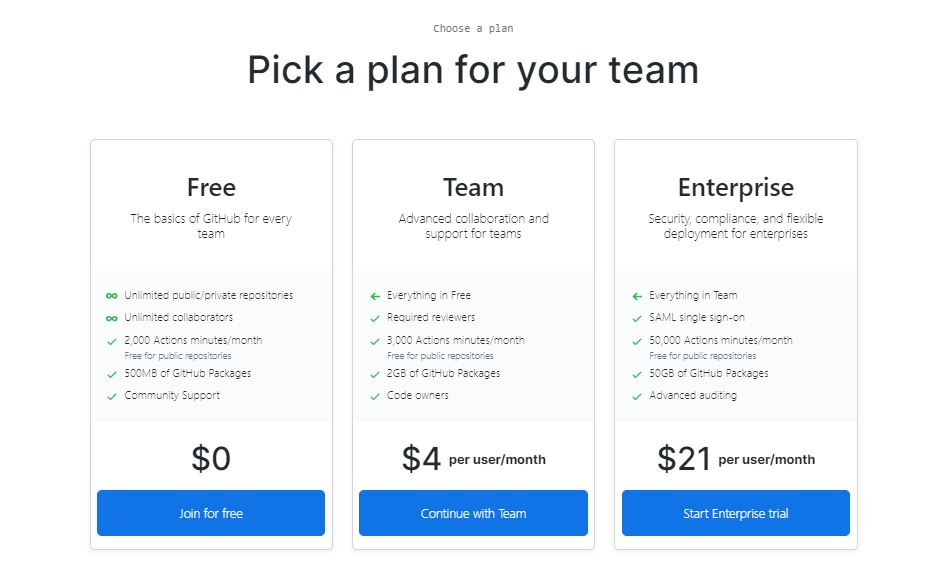 Choose a plan
Pick a plan for your team
Free
The basics of GitHub for every
team
Unlimited public/private repositories
Unlimited collaborators
2,000 Actions minutes/month
Free for public repositories
500MB of GitHub Packages
Community Support
$0
Join for free
Team
Advanced collaboration and
support for teams
Everything in Free
Required reviewers
3,000 Actions minutes/month
Free for public repositories
2GB of GitHub Packages
Code owners
$4 per user/month
Continue with Team
Enterprise
Security, compliance, and flexible
deployment for enterprises
Everything in Team
SAML single sign-on
50,000 Actions minutes/month
Free for public repositories
50GB of GitHub Packages
Advanced auditing
$21 per user/month
Start Enterprise trial